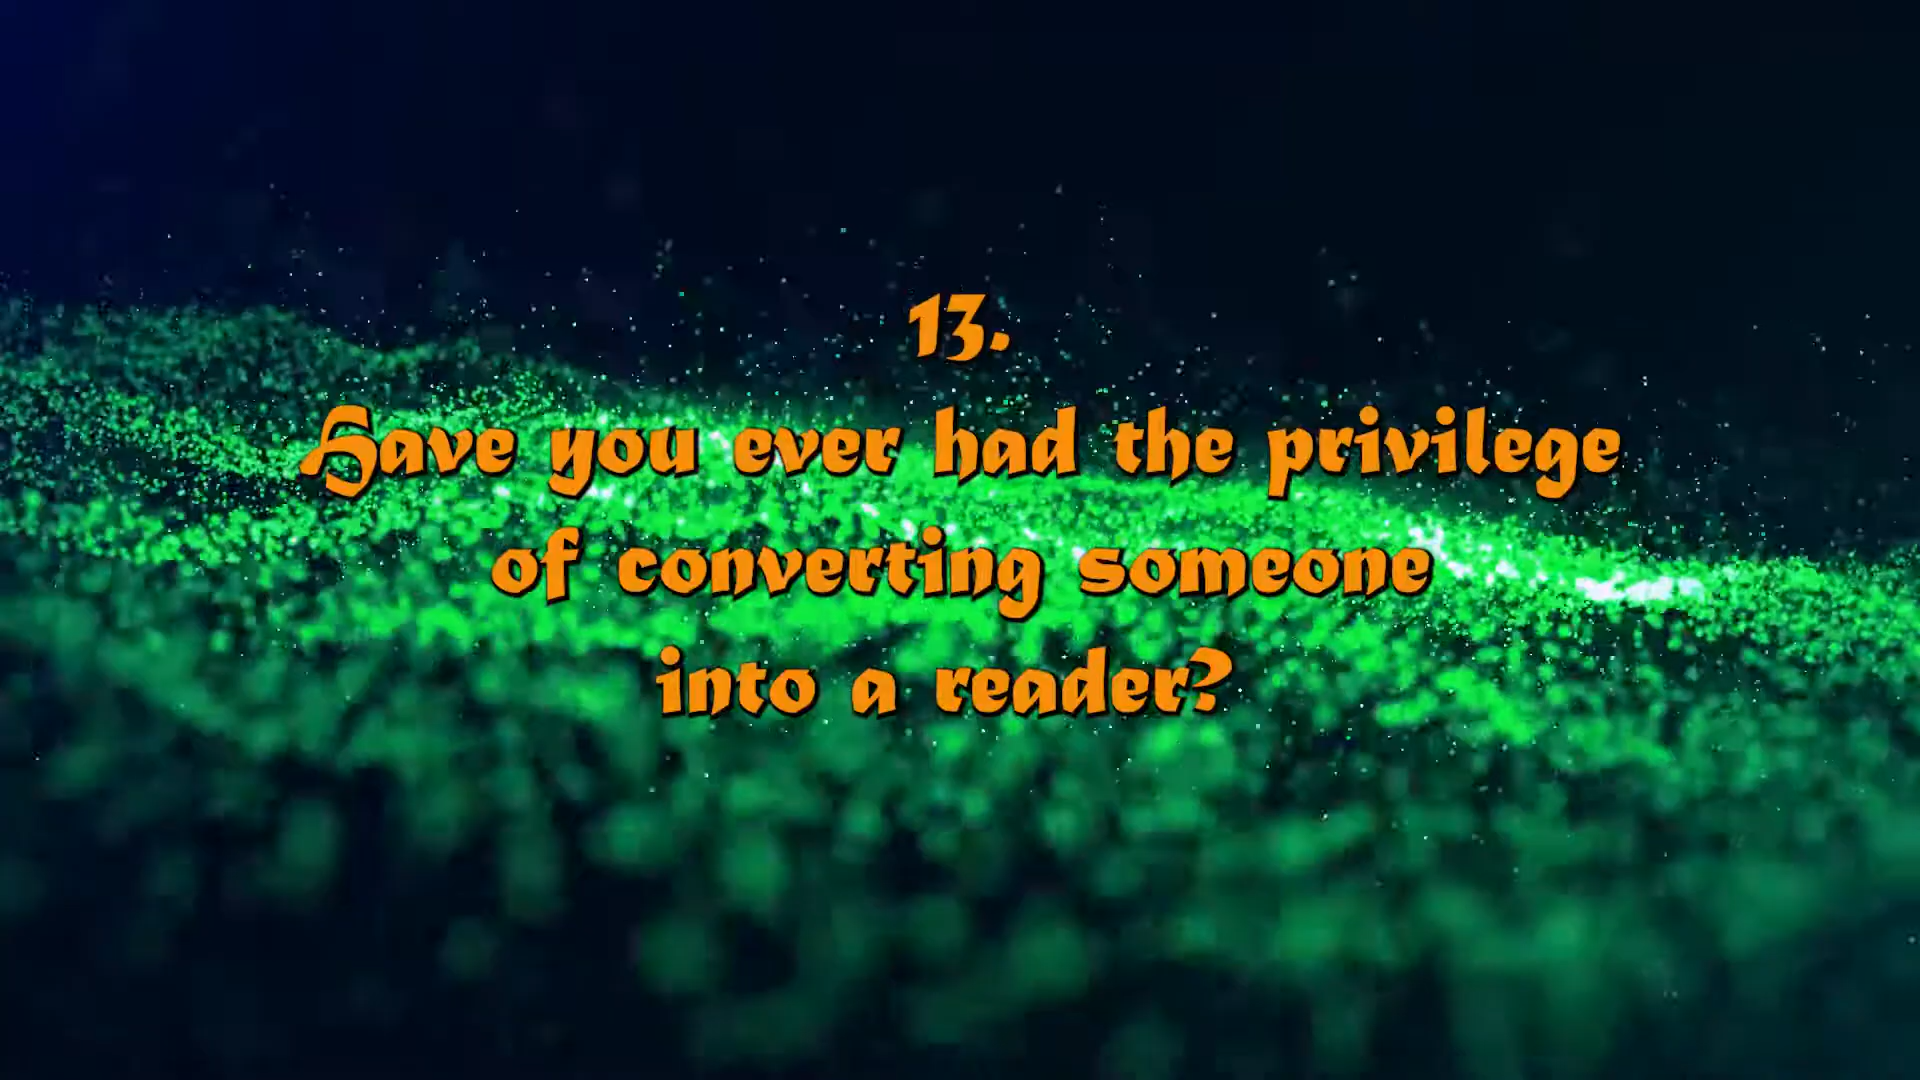 13.
Have you ever had the privilege
of converting someone
into a reader?